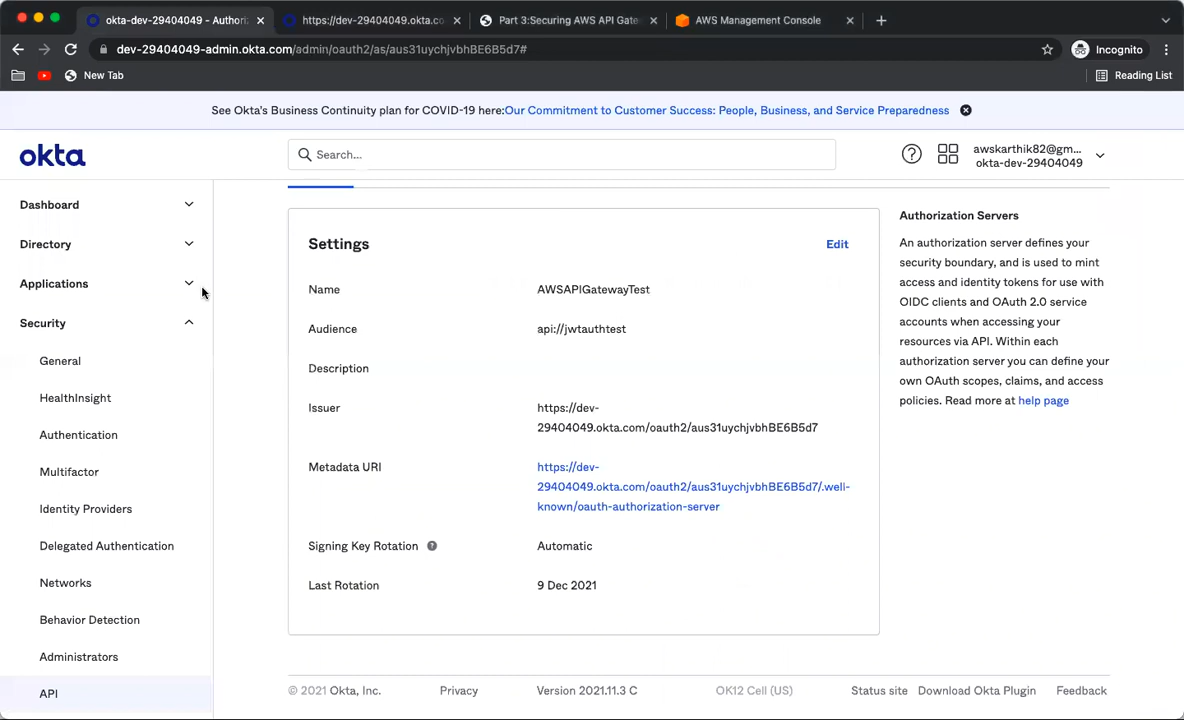 okta-dev-29404049 - Authori
https://dev-29404049.okta.co
Part 3:Securing AWS API Gate
AWS Management Console
dev-29404049-admin.okta.com/admin/oauth2/as/aus31uychjvbhBE6B5d7#
Incognito
New Tab
Reading List
See Okta's Business Continuity plan for COVID-19 here:Our Commitment to Customer Success: People, Business, and Service Preparedness
okta
Search...
awskarthik82@gm...
okta-dev-29404049
Dashboard
Directory
Applications
Security
General
HealthInsight
Authentication
Multifactor
Identity Providers
Delegated Authentication
Networks
Behavior Detection
Administrators
API
Settings
Edit
Name
AWSAPIGatewayTest
Audience
api://jwtauthtest
Description
Issuer
https://dev-
29404049.okta.com/oauth2/aus31uychjvbhBE6B5d7
Metadata URI
https://dev-
29404049.okta.com/oauth2/aus31uychjvbhBE6B5d7/.well-
known/oauth-authorization-server
Signing Key Rotation
Automatic
Last Rotation
9 Dec 2021
Authorization Servers
An authorization server defines your
security boundary, and is used to mint
access and identity tokens for use with
OIDC clients and OAuth 2.0 service
accounts when accessing your
resources via API. Within each
authorization server you can define your
own OAuth scopes, claims, and access
policies. Read more at help page
© 2021 Okta, Inc.
Privacy
Version 2021.11.3 C
OK12 Cell (US)
Status site
Download Okta Plugin
Feedback